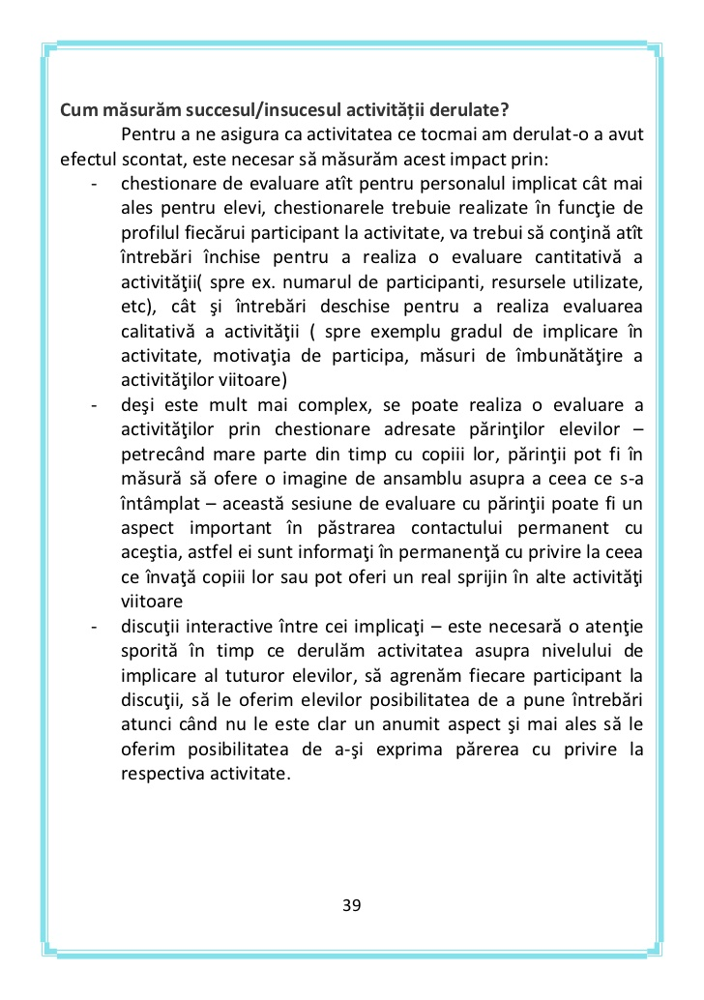 Cum măsurăm succesul/insucesul activității derulate?
Pentru a ne asigura ca activitatea ce tocmai am derulat-o a avut
efectul scontat, este necesar să măsurăm acest impact prin:
- chestionare de evaluare atît pentru personalul implicat cât mai
ales pentru elevi, chestionarele trebuie realizate în funcţie de
profilul fiecărui participant la activitate, va trebui să conţină atît
întrebări închise pentru a realiza o evaluare cantitativă a
activităţii( spre ex. numarul de participanti, resursele utilizate,
etc), cât şi întrebări deschise pentru a realiza evaluarea
calitativă a activităţii ( spre exemplu gradul de implicare în
activitate, motivaţia de participa, măsuri de îmbunătăţire a
activităţilor viitoare)
- deşi este mult mai complex, se poate realiza o evaluare a
activităţilor prin chestionare adresate părinţilor elevilor –
petrecând mare parte din timp cu copiii lor, părinţii pot fi în
măsură să ofere o imagine de ansamblu asupra a ceea ce s-a
întâmplat – această sesiune de evaluare cu părinţii poate fi un
aspect important în păstrarea contactului permanent cu
aceştia, astfel ei sunt informaţi în permanenţă cu privire la ceea
ce învaţă copiii lor sau pot oferi un real sprijin în alte activităţi
viitoare
- discuţii interactive între cei implicaţi – este necesară o atenţie
sporită în timp ce derulăm activitatea asupra nivelului de
implicare al tuturor elevilor, să agrenăm fiecare participant la
discuţii, să le oferim elevilor posibilitatea de a pune întrebări
atunci când nu le este clar un anumit aspect şi mai ales să le
oferim posibilitatea de a-şi exprima părerea cu privire la
respectiva activitate.
39